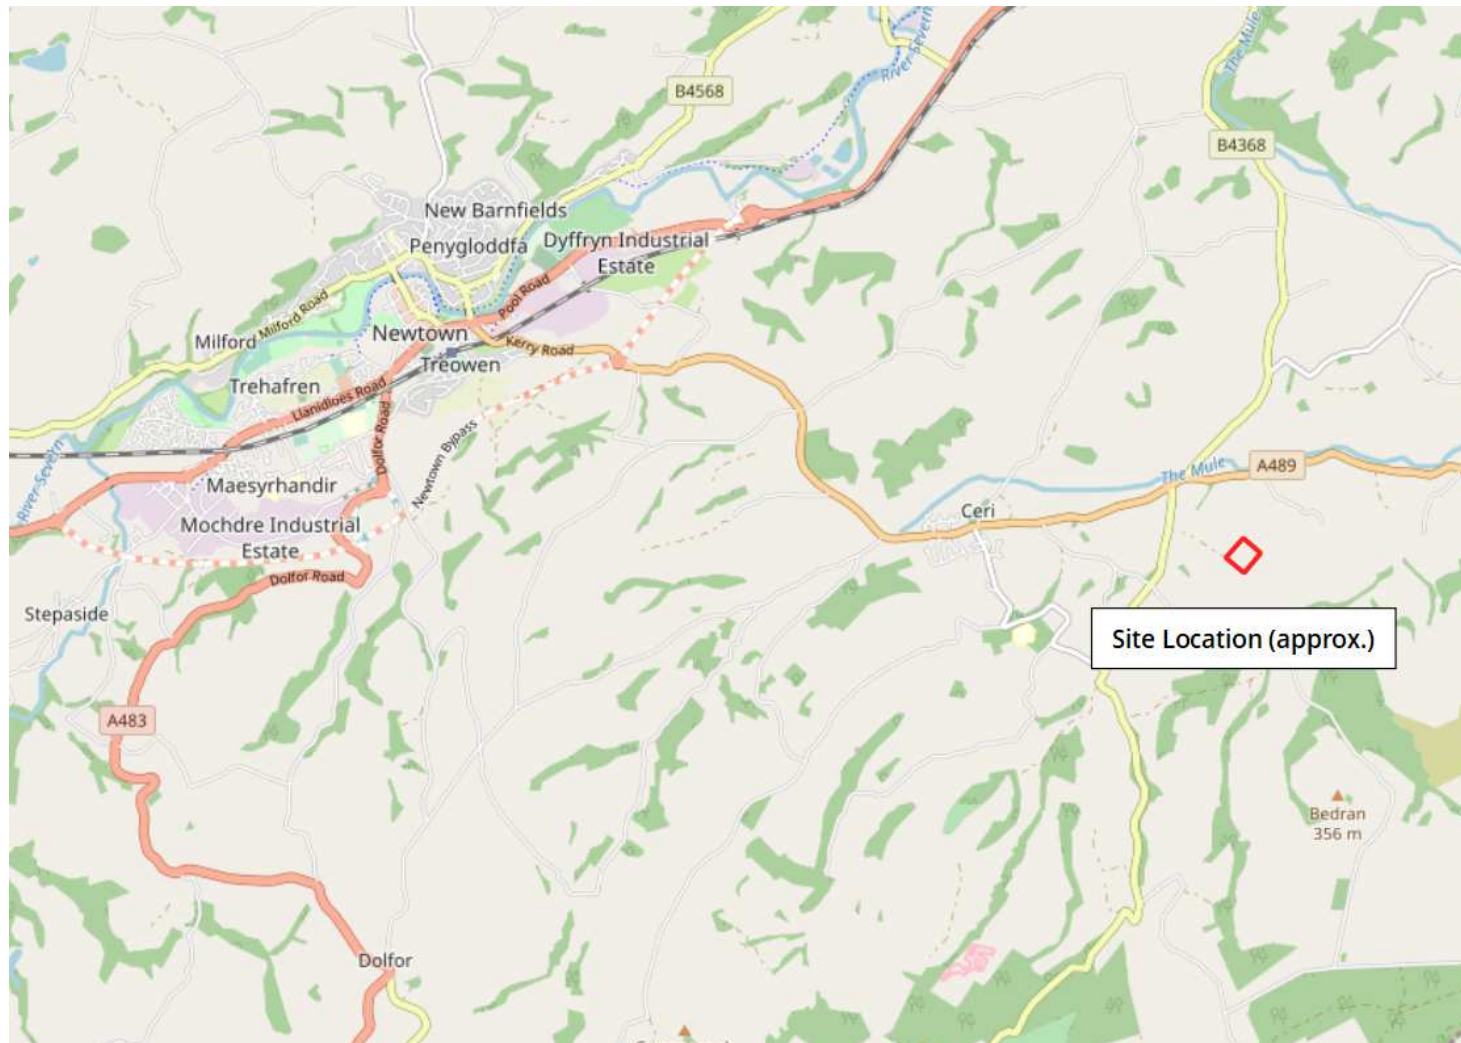 River Severn
The Mule
B4568
B4368
New Barnfields
Penygloddfa
Dyffryn Industrial
Estate
Pool Road
Milford
Milford Road
Newtown
Kerry Road
Treowen
Trehafren
Llanidloes Road
Dolfor Road
Newtown Bypass
River Severn
Maesyrhandir
The Mule
A489
Ceri
Mochdre Industrial
Estate
Dolfor Road
Stepaside
Site Location (approx.)
A483
Bedran
356 m
Dolfor